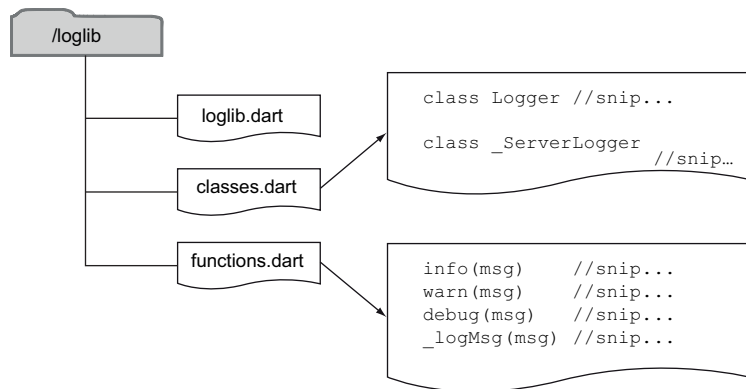 /loglib
loglib.dart
classes.dart
functions.dart
class Logger //snip...
class _ServerLogger
//snip…
info(msg) //snip...
warn(msg) //snip...
debug(msg) //snip...
_logMsg(msg) //snip...